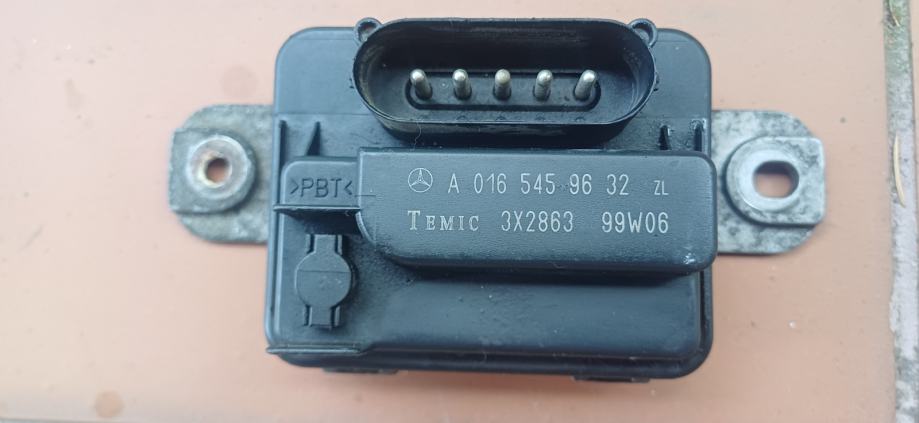 A 016 545 96 32 ZL
>PBT<
TEMIC 3X2863 99W06